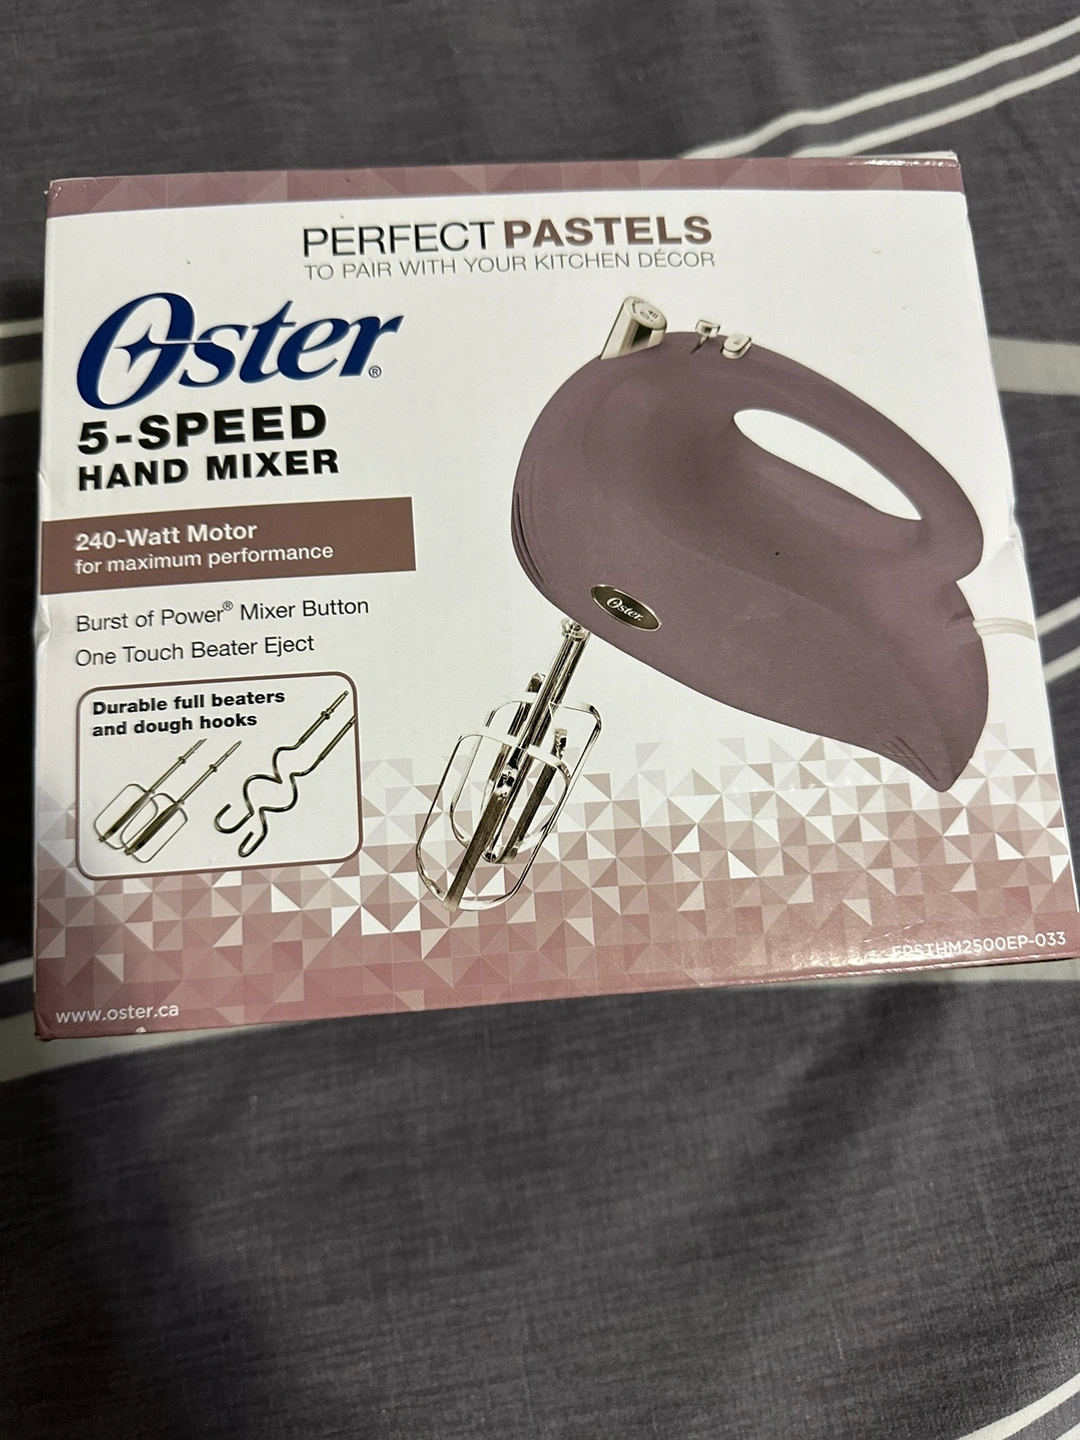 PERFECT PASTELS
TO PAIR WITH YOUR KITCHEN DÉCOR
Oster®
5-SPEED
HAND MIXER
240-Watt Motor
for maximum performance
Burst of Power® Mixer Button
One Touch Beater Eject
Durable full beaters
and dough hooks
Oster
FPSTHM2500EP-033
www.oster.ca